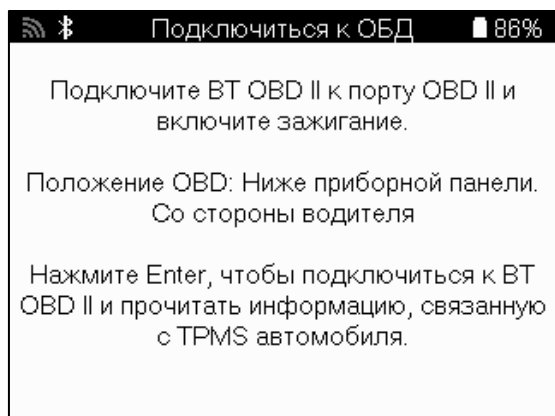 Подключиться к ОБД 86%
Подключите BT OBD II к порту OBD II и
включите зажигание.
Положение OBD: Ниже приборной панели.
Со стороны водителя
Нажмите Enter, чтобы подключиться к BT
OBD II и прочитать информацию, связанную
с TPMS автомобиля.